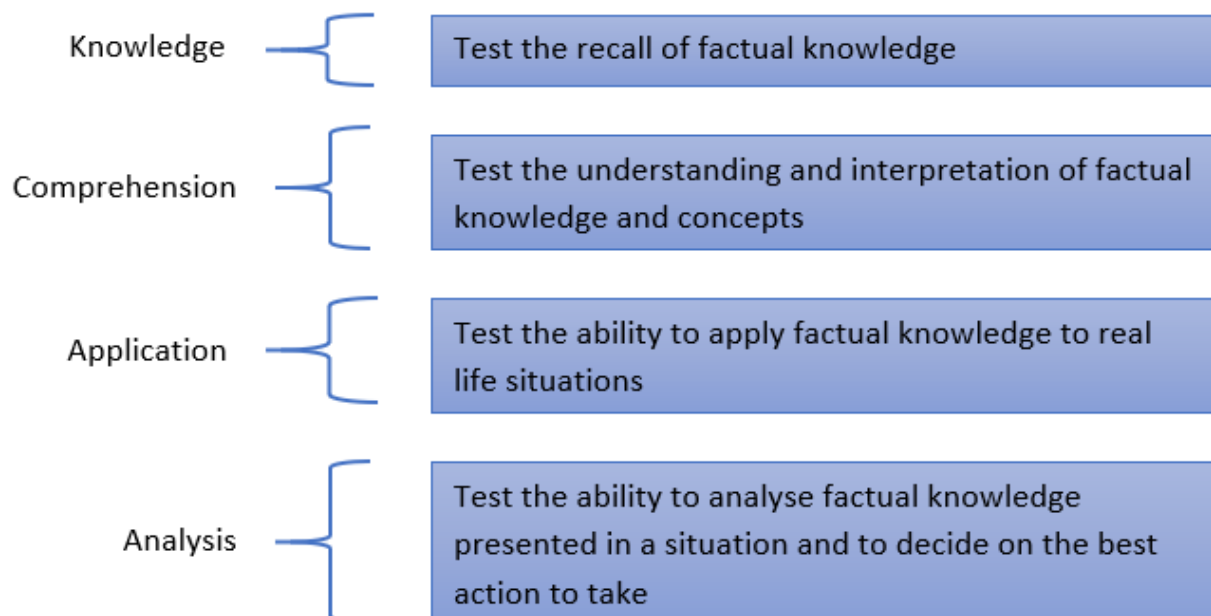 Knowledge
Test the recall of factual knowledge
Comprehension
Test the understanding and interpretation of factual
knowledge and concepts
Application
Test the ability to apply factual knowledge to real
life situations
Analysis
Test the ability to analyse factual knowledge
presented in a situation and to decide on the best
action to take